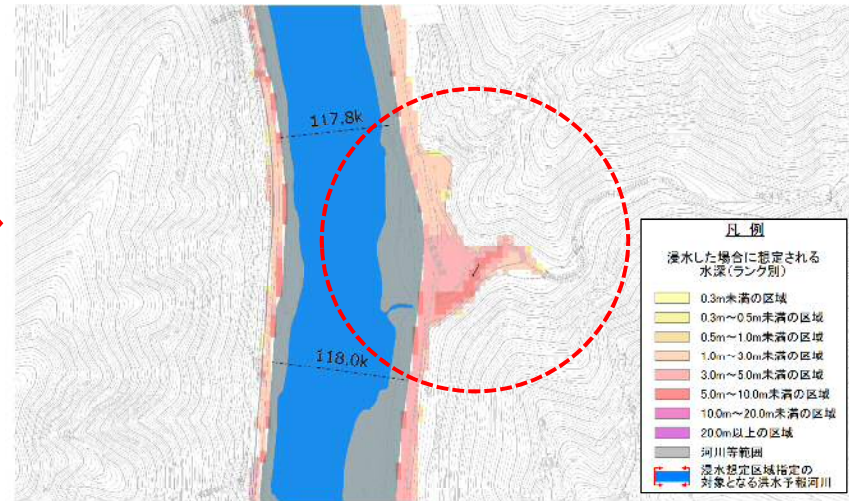 117.8k
118.0k
凡 例
浸水した場合に想定される
水深(ランク別)
0.3m未満の区域
0.3m~0.5m未満の区域
0.5m~1.0m未満の区域
1.0m~3.0m未満の区域
3.0m~5.0m未満の区域
5.0m~10.0m未満の区域
10.0m~20.0m未満の区域
20.0m以上の区域
河川等範囲
浸水想定区域指定の
対象となる洪水予報河川